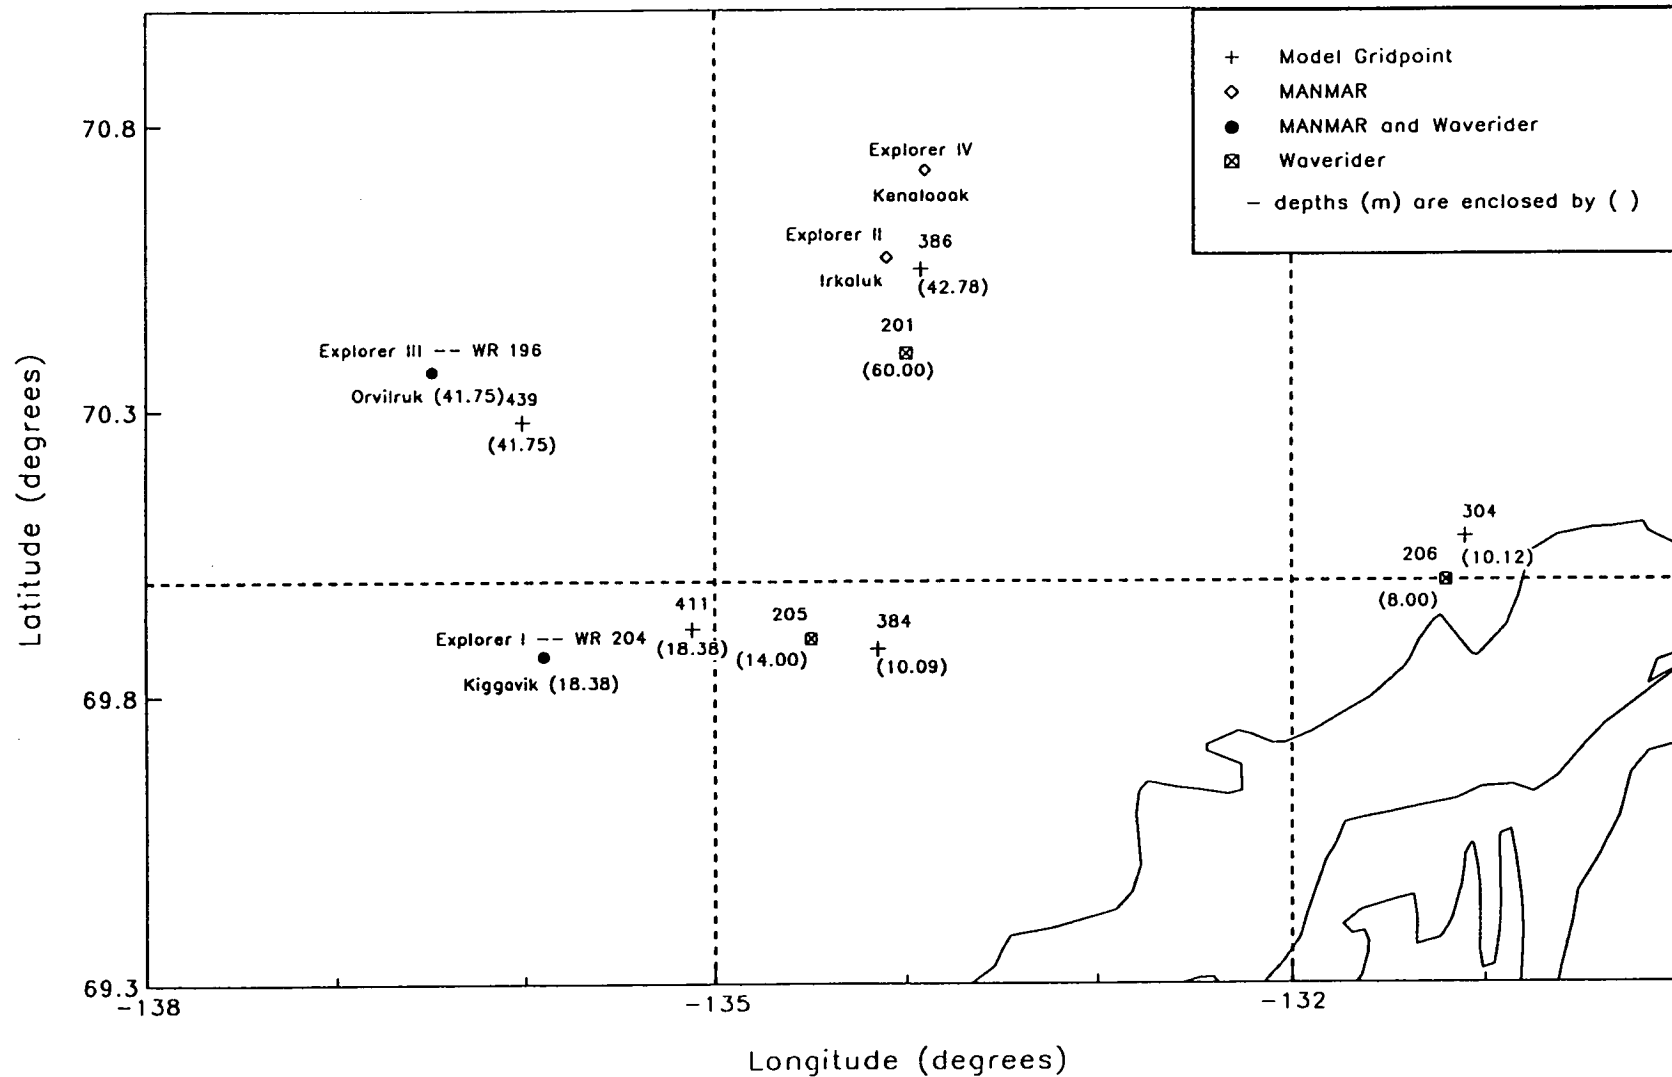 + Model Gridpoint
◇ MANMAR
● MANMAR and Waverider
⊠ Waverider
– depths (m) are enclosed by ( )
70.8
Explorer IV
Kenalooak
Explorer II
386
Irkaluk
(42.78)
201
(60.00)
Explorer III -- WR 196
Orvilruk (41.75)
439
(41.75)
70.3
304
(10.12)
206
(8.00)
411
(18.38)
205
(14.00)
384
(10.09)
Explorer I -- WR 204
Kiggavik (18.38)
69.8
69.3
-138
-135
-132
Latitude (degrees)
Longitude (degrees)